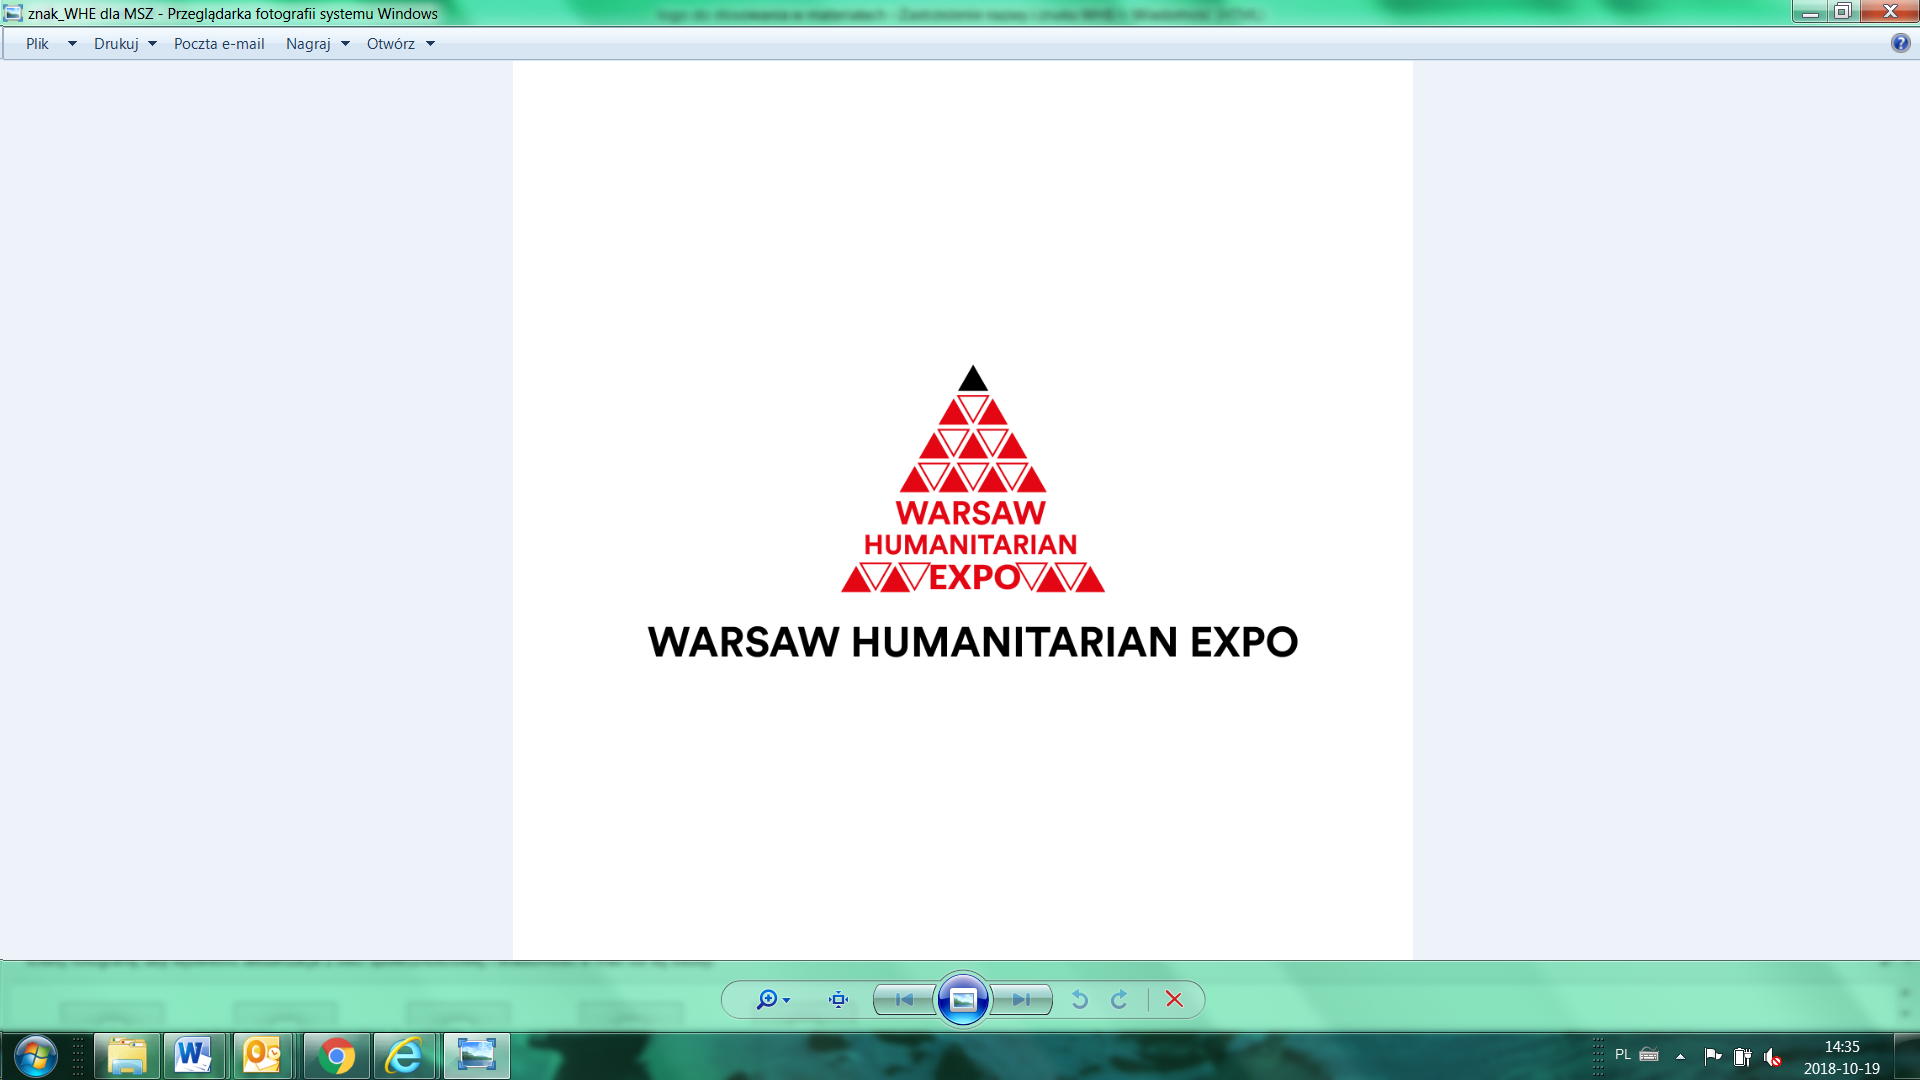 znak_WHE dla MSZ - Przeglądarka fotografii systemu Windows
Plik Drukuj Poczta e-mail Nagraj Otwórz
WARSAW
HUMANITARIAN
EXPO
WARSAW HUMANITARIAN EXPO
PL
14:35
2018-10-19